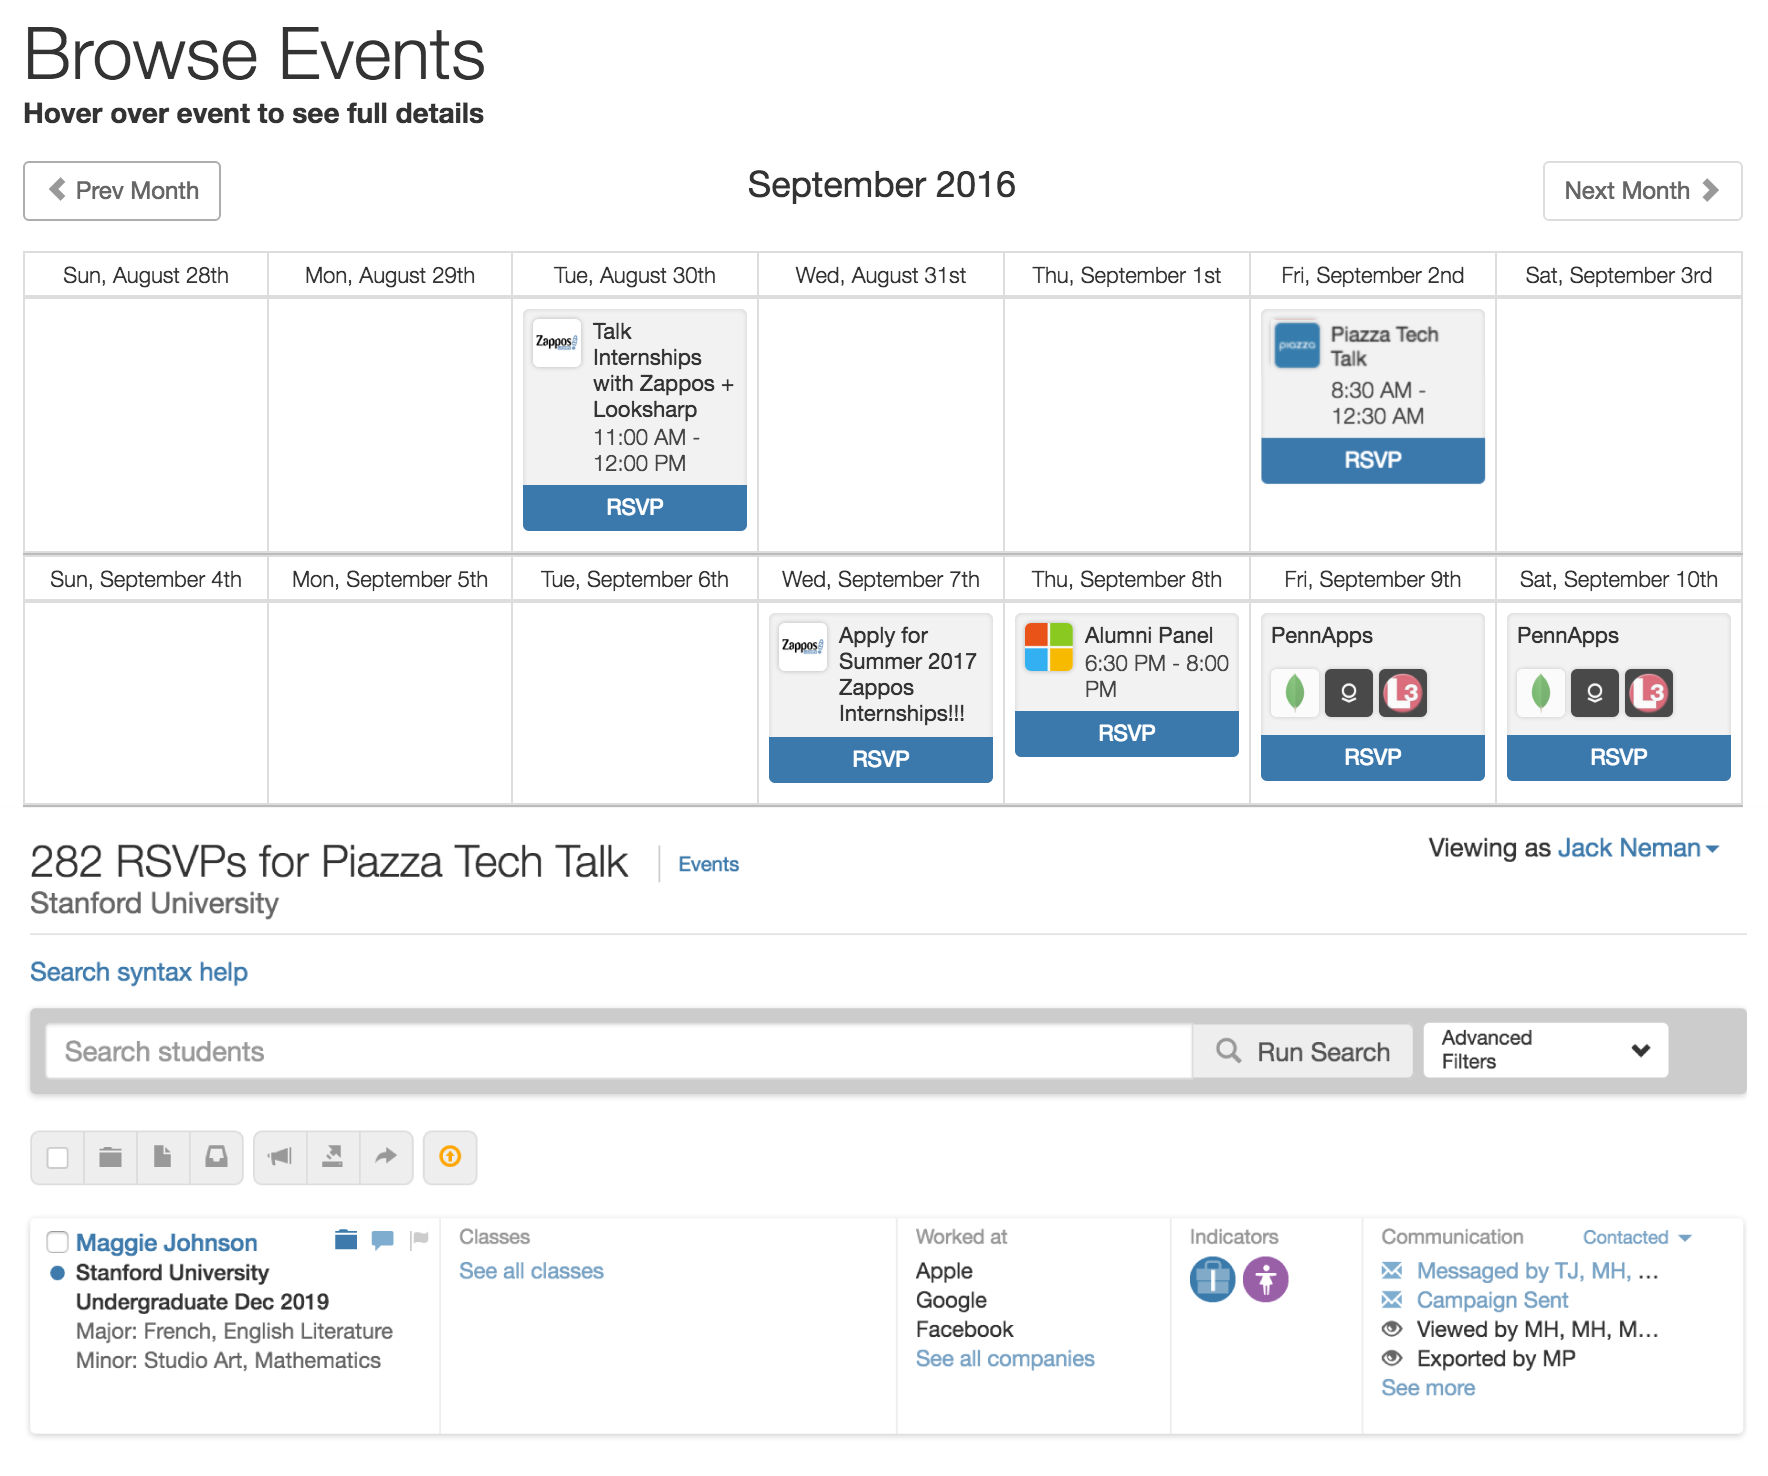 Browse Events
Hover over event to see full details
Prev Month
September 2016
Next Month
Sun, August 28th
Mon, August 29th
Tue, August 30th
Wed, August 31st
Thu, September 1st
Fri, September 2nd
Sat, September 3rd
Zappos
Talk
Internships
with Zappos +
Looksharp
11:00 AM -
12:00 PM
RSVP
piazza
Piazza Tech
Talk
8:30 AM -
12:30 AM
RSVP
Sun, September 4th
Mon, September 5th
Tue, September 6th
Wed, September 7th
Thu, September 8th
Fri, September 9th
Sat, September 10th
Zappos
Apply for
Summer 2017
Zappos
Internships!!!
RSVP
Alumni Panel
6:30 PM - 8:00
PM
RSVP
PennApps
L3
RSVP
PennApps
L3
RSVP
282 RSVPs for Piazza Tech Talk
Events
Viewing as Jack Neman
Stanford University
Search syntax help
Search students
Run Search
Advanced
Filters
Maggie Johnson
Stanford University
Undergraduate Dec 2019
Major: French, English Literature
Minor: Studio Art, Mathematics
Classes
See all classes
Worked at
Apple
Google
Facebook
See all companies
Indicators
Communication
Contacted
Messaged by TJ, MH, ...
Campaign Sent
Viewed by MH, MH, M...
Exported by MP
See more